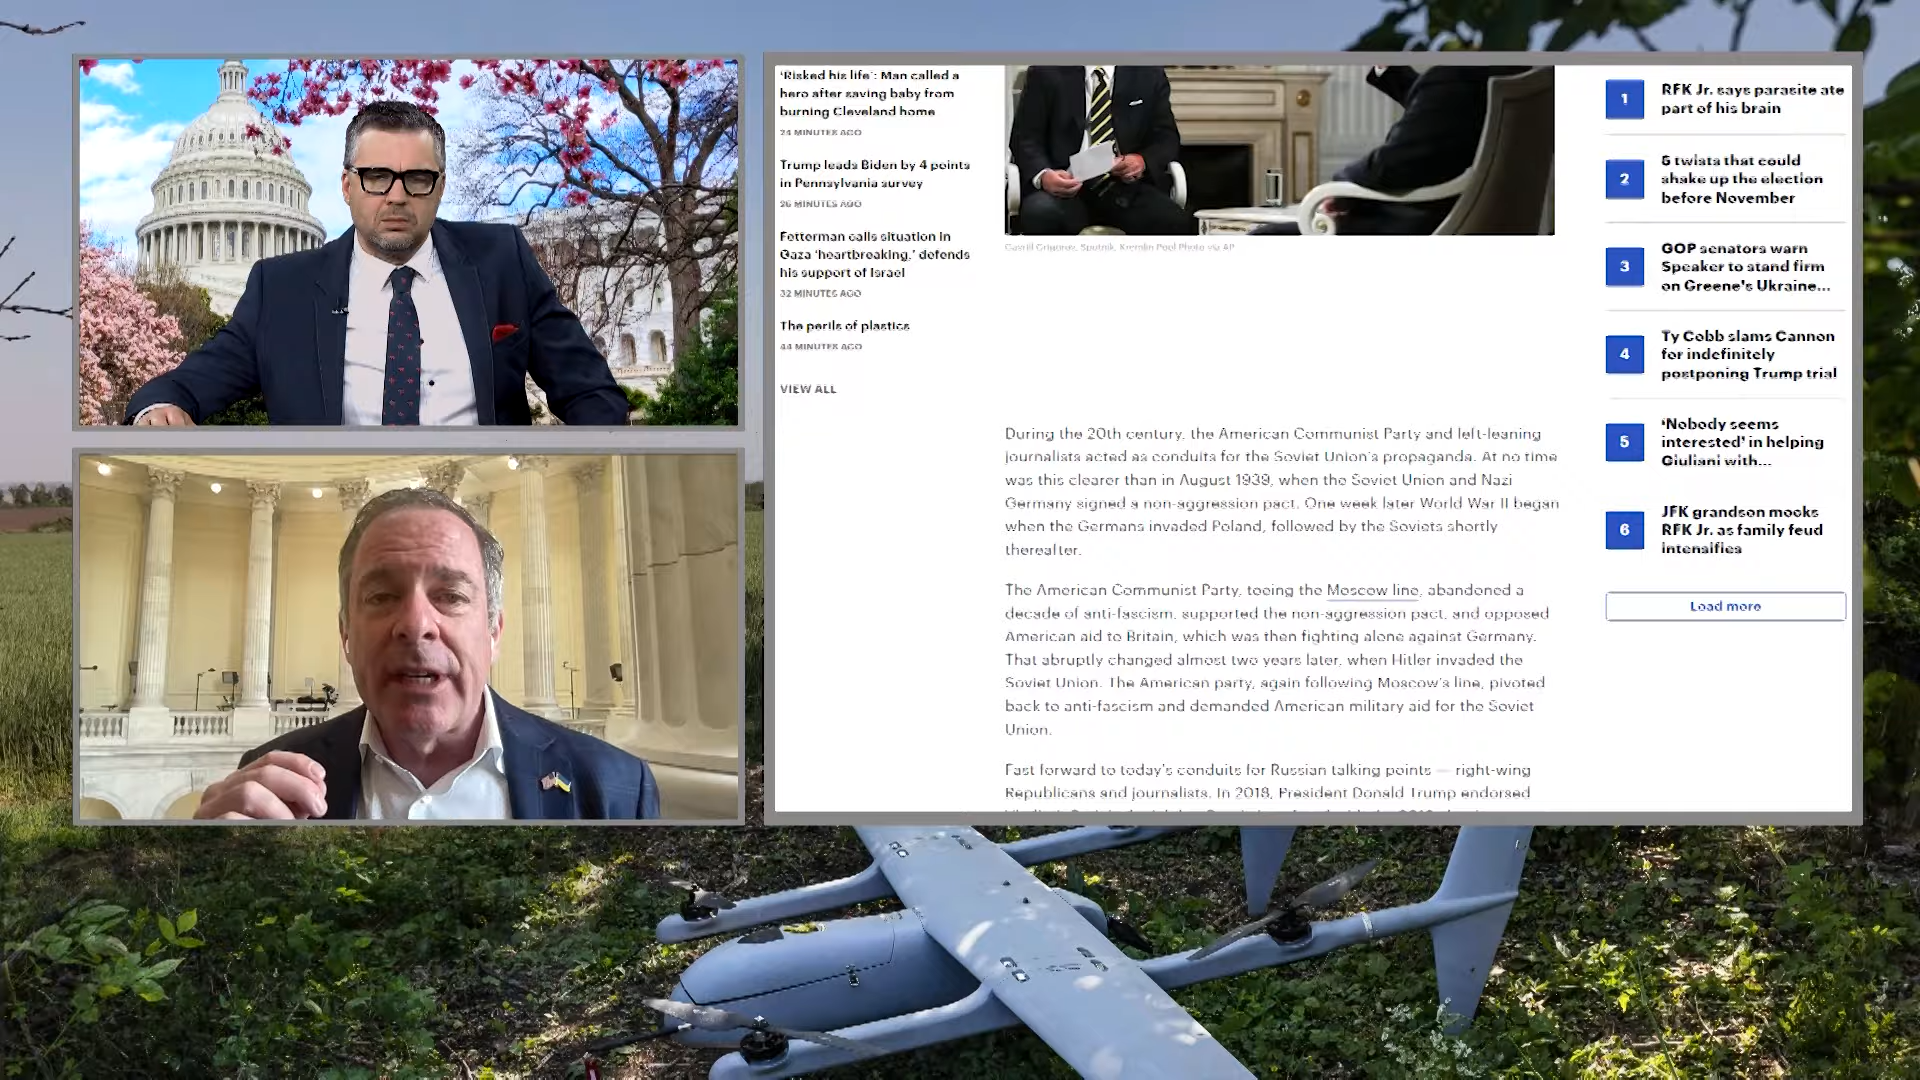 'Risked his life': Man called a
hero after saving baby from
burning Cleveland home
24 MINUTES AGO
Trump leads Biden by 4 points
in Pennsylvania survey
26 MINUTES AGO
Fetterman calls situation in
Gaza 'heartbreaking,' defends
his support of Israel
32 MINUTES AGO
The perils of plastics
44 MINUTES AGO
VIEW ALL
Gavriil Grigorov, Sputnik, Kremlin Pool Photo via AP
During the 20th century, the American Communist Party and left-leaning
journalists acted as conduits for the Soviet Union's propaganda. At no time
was this clearer than in August 1939, when the Soviet Union and Nazi
Germany signed a non-aggression pact. One week later World War II began
when the Germans invaded Poland, followed by the Soviets shortly
thereafter.
The American Communist Party, toeing the Moscow line, abandoned a
decade of anti-fascism, supported the non-aggression pact, and opposed
American aid to Britain, which was then fighting alone against Germany.
That abruptly changed almost two years later, when Hitler invaded the
Soviet Union. The American party, again following Moscow's line, pivoted
back to anti-fascism and demanded American military aid for the Soviet
Union.
Fast forward to today's conduits for Russian talking points — right-wing
Republicans and journalists. In 2018, President Donald Trump endorsed
1
RFK Jr. says parasite ate
part of his brain
2
5 twists that could
shake up the election
before November
3
GOP senators warn
Speaker to stand firm
on Greene's Ukraine...
4
Ty Cobb slams Cannon
for indefinitely
postponing Trump trial
5
'Nobody seems
interested' in helping
Giuliani with...
6
JFK grandson mocks
RFK Jr. as family feud
intensifies
Load more